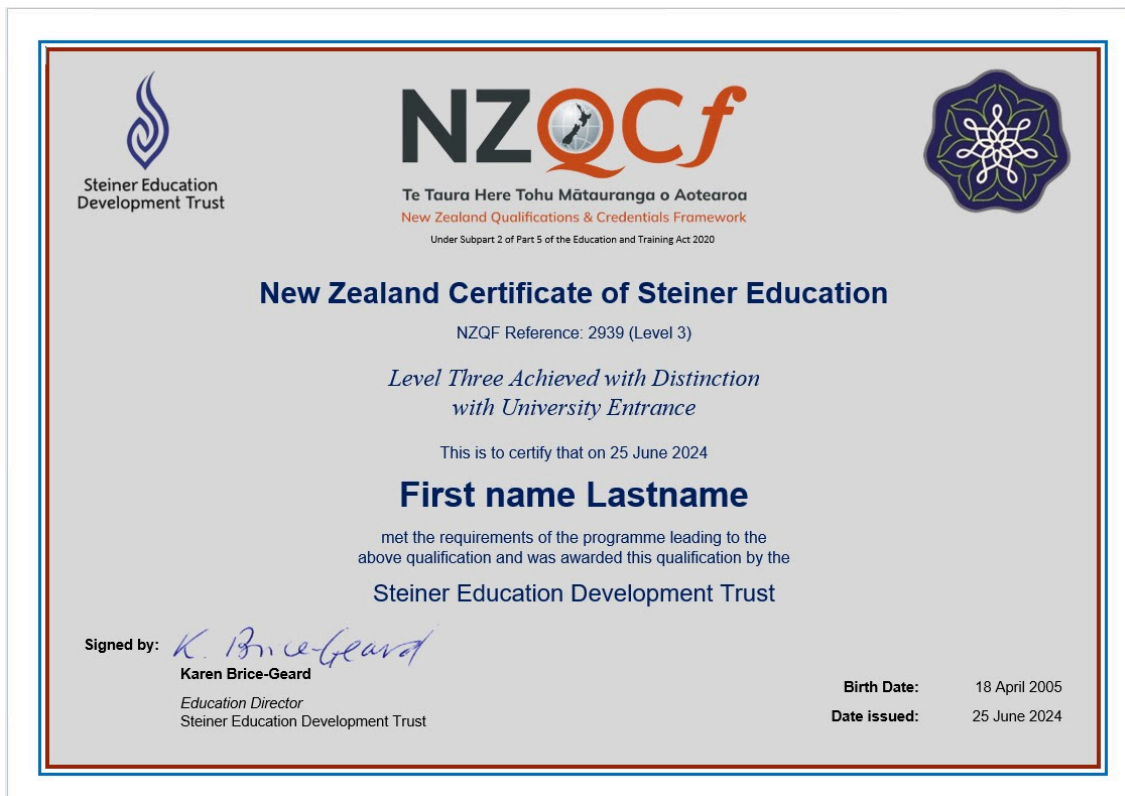 Steiner Education
Development Trust
NZQCf
Te Taura Here Tohu Mātauranga o Aotearoa
New Zealand Qualifications & Credentials Framework
Under Subpart 2 of Part 5 of the Education and Training Act 2020
New Zealand Certificate of Steiner Education
NZQF Reference: 2939 (Level 3)
Level Three Achieved with Distinction
with University Entrance
This is to certify that on 25 June 2024
First name Lastname
met the requirements of the programme leading to the
above qualification and was awarded this qualification by the
Steiner Education Development Trust
Signed by: K. Brice-Geard
Karen Brice-Geard
Education Director
Steiner Education Development Trust
Birth Date: 18 April 2005
Date issued: 25 June 2024